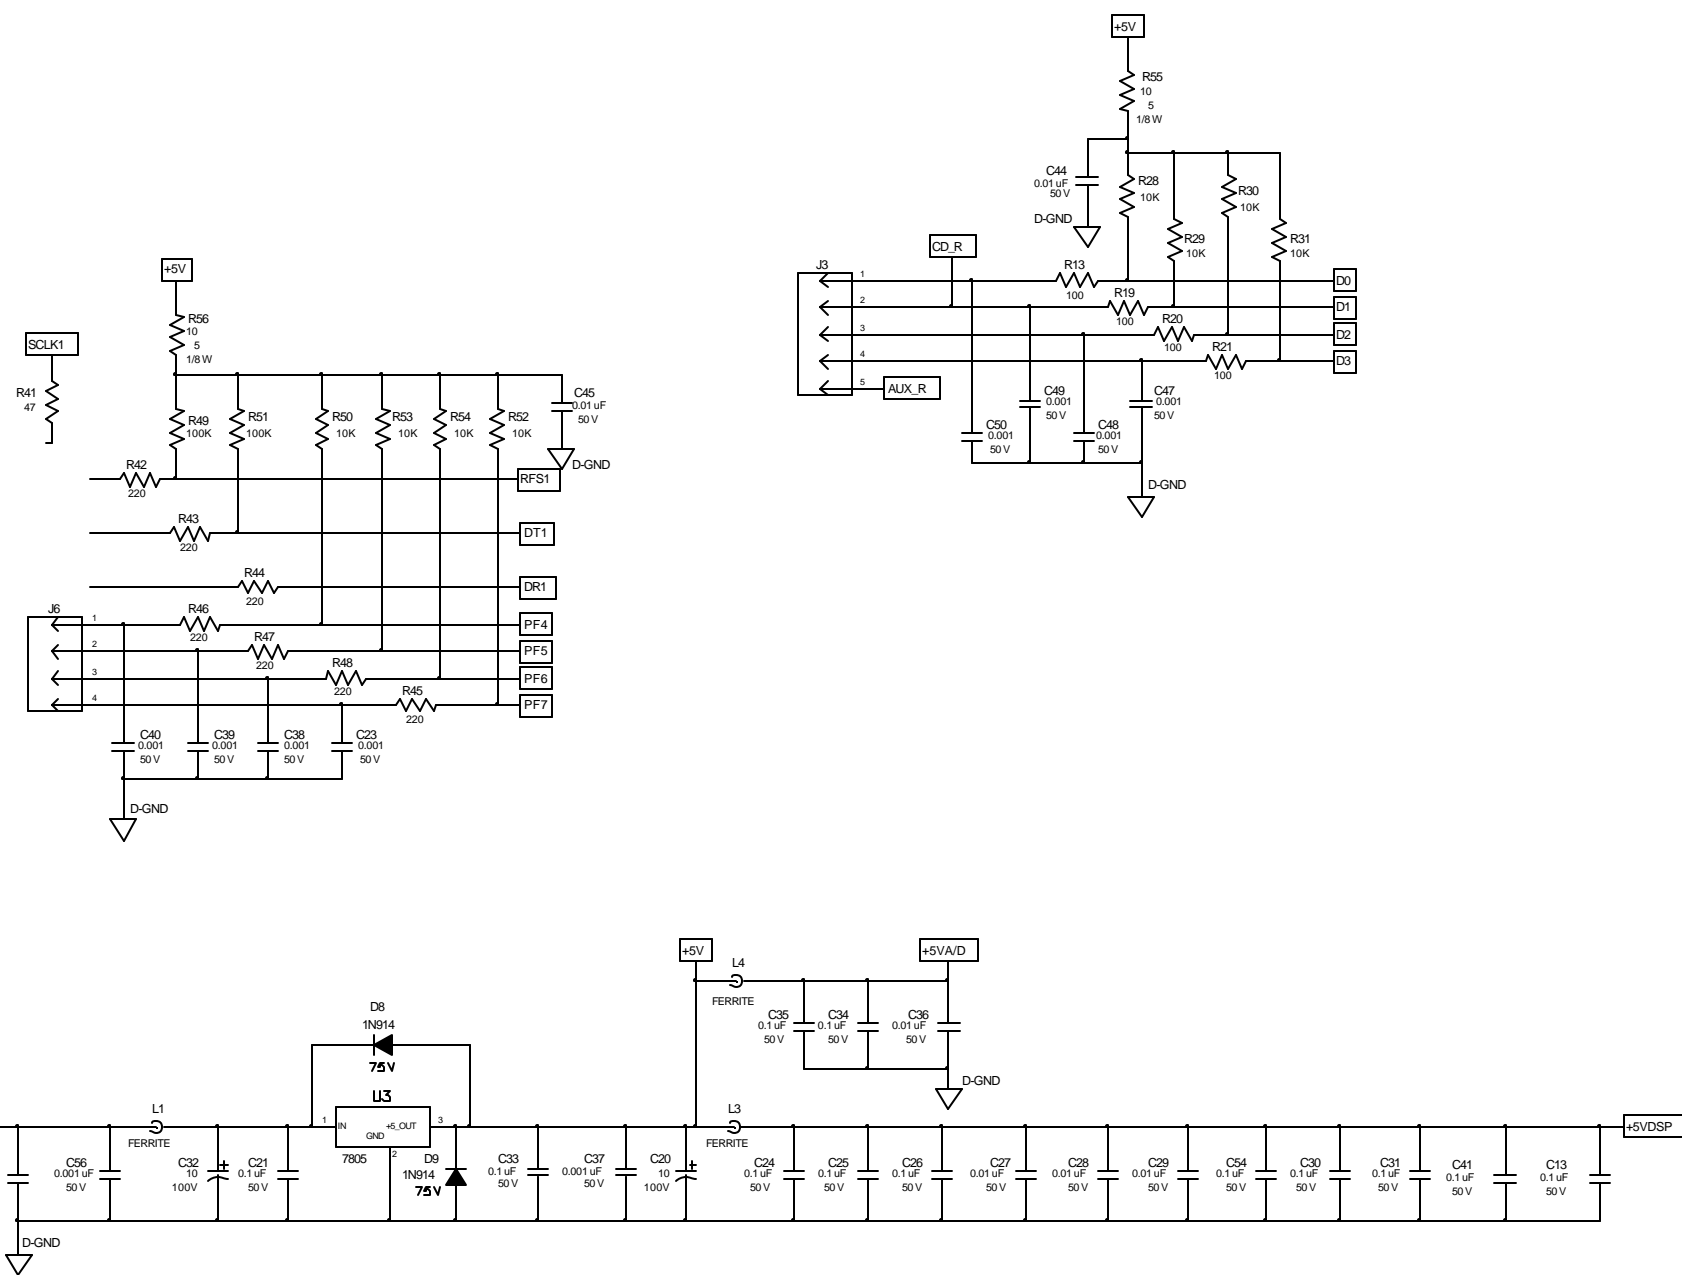 +5V
R55
10
5
1/8 W
C44
0.01 uF
50 V
D-GND
R28
10K
R30
10K
R29
10K
R31
10K
CD_R
J3
1
2
3
4
5
R13
100
R19
100
R20
100
R21
100
D0
D1
D2
D3
AUX_R
C50
0.001
50 V
C49
0.001
50 V
C48
0.001
50 V
C47
0.001
50 V
D-GND
+5V
R56
10
5
1/8 W
SCLK1
R41
47
R49
100K
R51
100K
R50
10K
R53
10K
R54
10K
R52
10K
C45
0.01 uF
50 V
D-GND
R42
220
RFS1
R43
220
DT1
R44
220
DR1
J6
1
2
3
4
R46
220
R47
220
R48
220
R45
220
PF4
PF5
PF6
PF7
C40
0.001
50 V
C39
0.001
50 V
C38
0.001
50 V
C23
0.001
50 V
D-GND
+5V
L4
FERRITE
+5VA/D
C35
0.1 uF
50 V
C34
0.1 uF
50 V
C36
0.01 uF
50 V
D-GND
D8
1N914
75V
U3
1
IN
+5_OUT
GND
3
2
7805
L1
FERRITE
L3
FERRITE
+5VDSP
C56
0.001 uF
50 V
C32
10
100V
C21
0.1 uF
50 V
D9
1N914
75V
C33
0.1 uF
50 V
C37
0.001 uF
50 V
C20
10
100V
C24
0.1 uF
50 V
C25
0.1 uF
50 V
C26
0.1 uF
50 V
C27
0.01 uF
50 V
C28
0.01 uF
50 V
C29
0.01 uF
50 V
C54
0.1 uF
50 V
C30
0.1 uF
50 V
C31
0.1 uF
50 V
C41
0.1 uF
50 V
C13
0.1 uF
50 V
D-GND